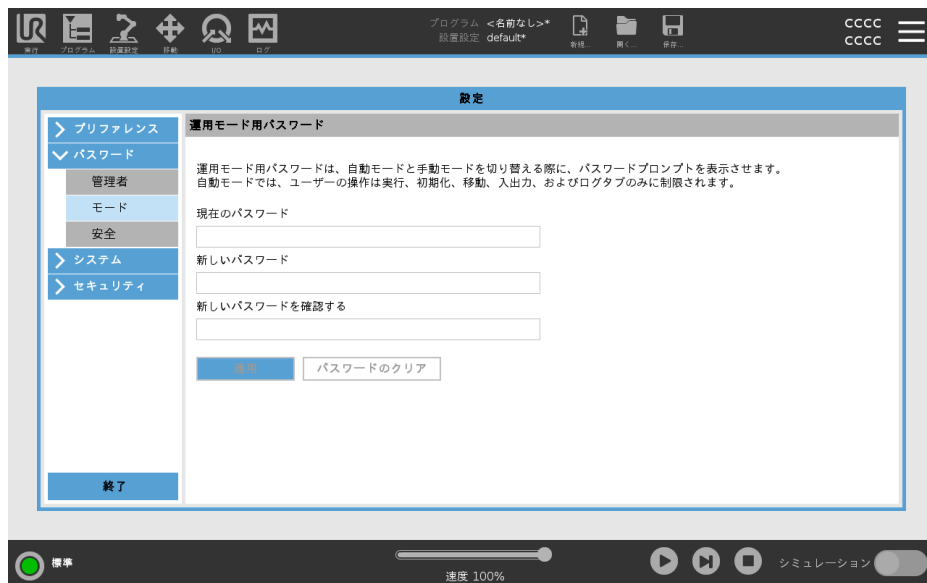 UR
実行
プログラム
設置設定
移動
I/O
ログ
プログラム <名前なし>*
設置設定 default*
新規...
開く...
保存...
CCCC
CCCC
設定
プリファレンス
パスワード
管理者
モード
安全
システム
セキュリティ
終了
運用モード用パスワード
運用モード用パスワードは、自動モードと手動モードを切り替える際に、パスワードプロンプトを表示させます。
自動モードでは、ユーザーの操作は実行、初期化、移動、入出力、およびログタブのみに制限されます。
現在のパスワード
新しいパスワード
新しいパスワードを確認する
適用
パスワードのクリア
標準
速度 100%
シミュレーション